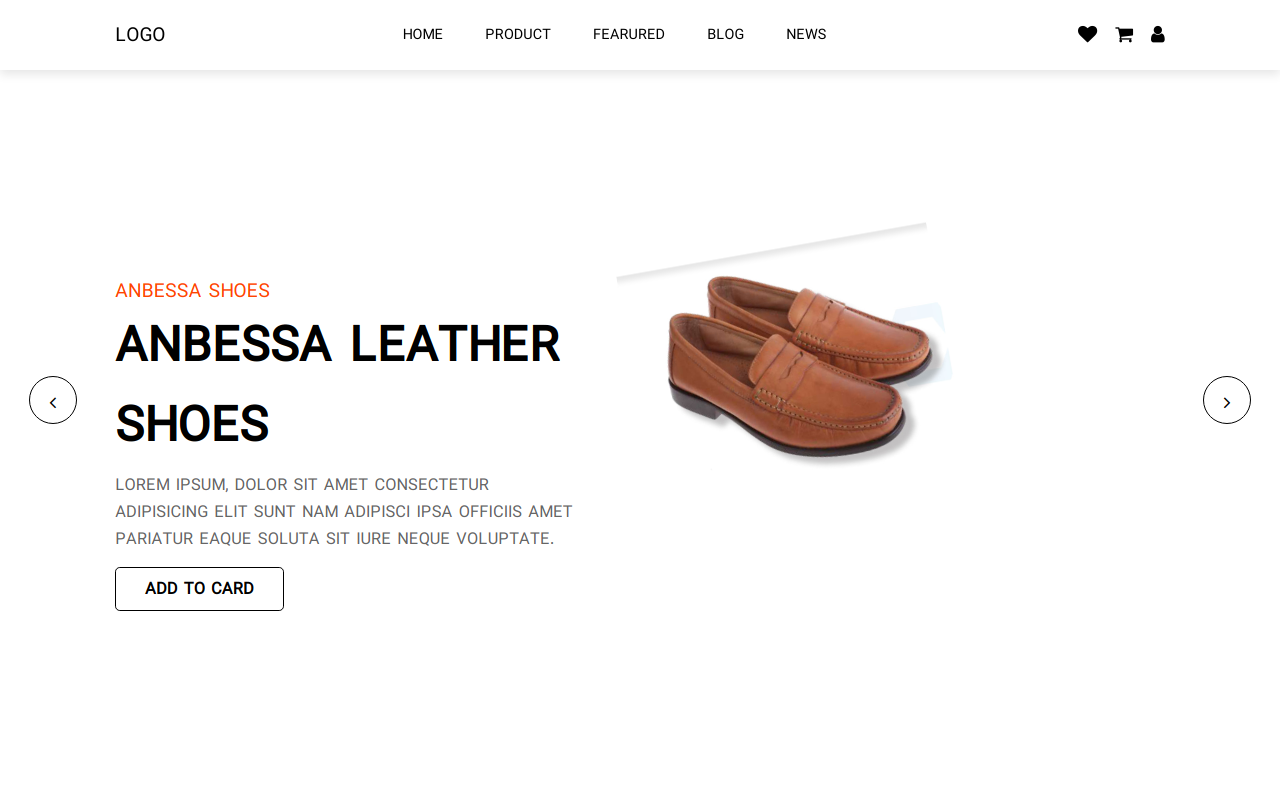 LOGO
HOME
PRODUCT
FEARURED
BLOG
NEWS
ANBESSA SHOES
ANBESSA LEATHER
SHOES
LOREM IPSUM, DOLOR SIT AMET CONSECTETUR
ADIPISICING ELIT SUNT NAM ADIPISCI IPSA OFFICIIS AMET
PARIATUR EAQUE SOLUTA SIT IURE NEQUE VOLUPTATE.
ADD TO CARD